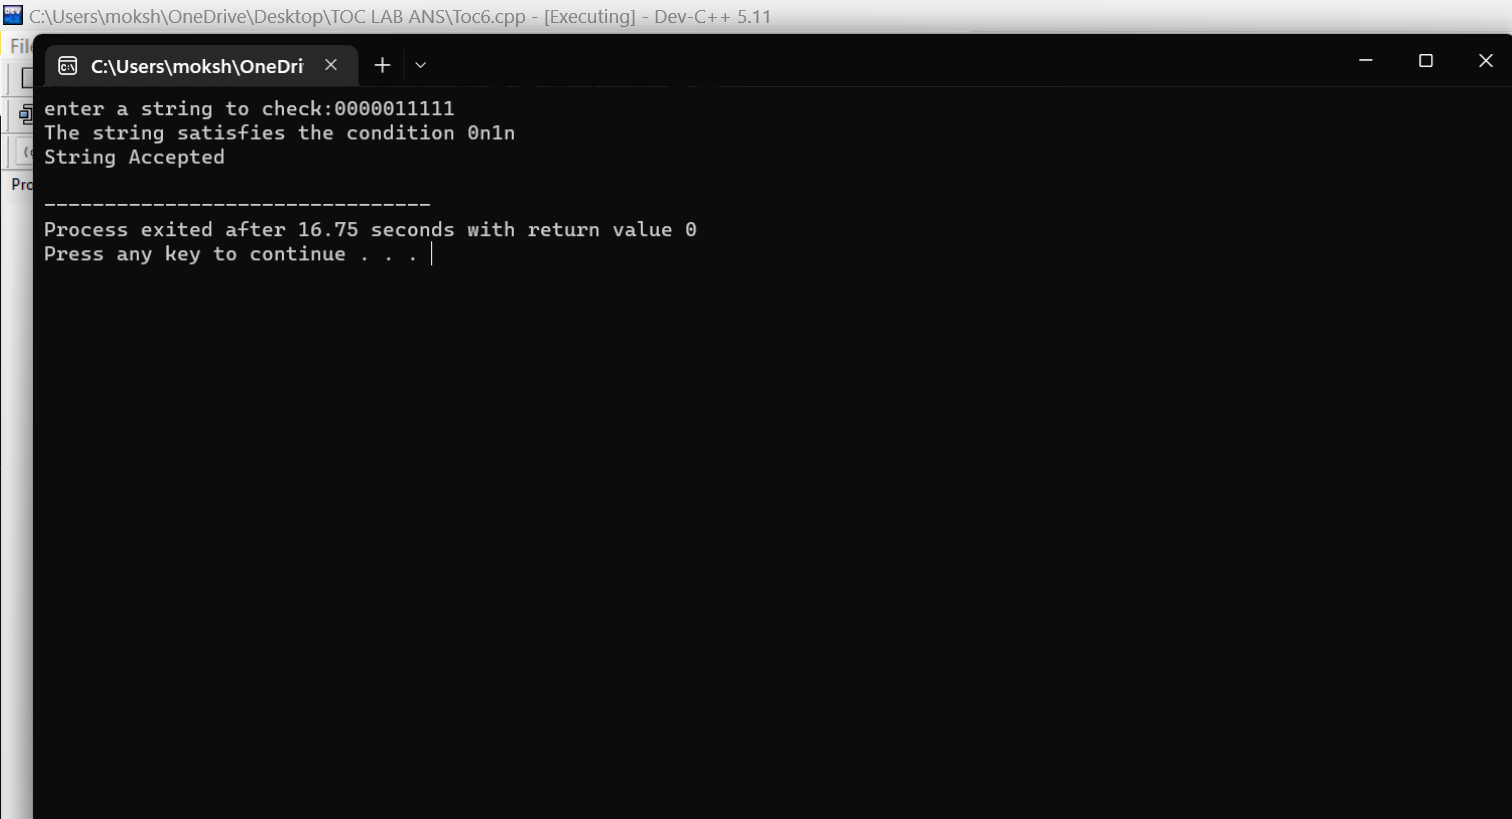 C:\Users\moksh\OneDrive\Desktop\TOC LAB ANS\Toc6.cpp - [Executing] - Dev-C++ 5.11
File
C:\Users\moksh\OneDri
enter a string to check:0000011111
The string satisfies the condition 0n1n
String Accepted
Pro
--------------------------------
Process exited after 16.75 seconds with return value 0
Press any key to continue . . .